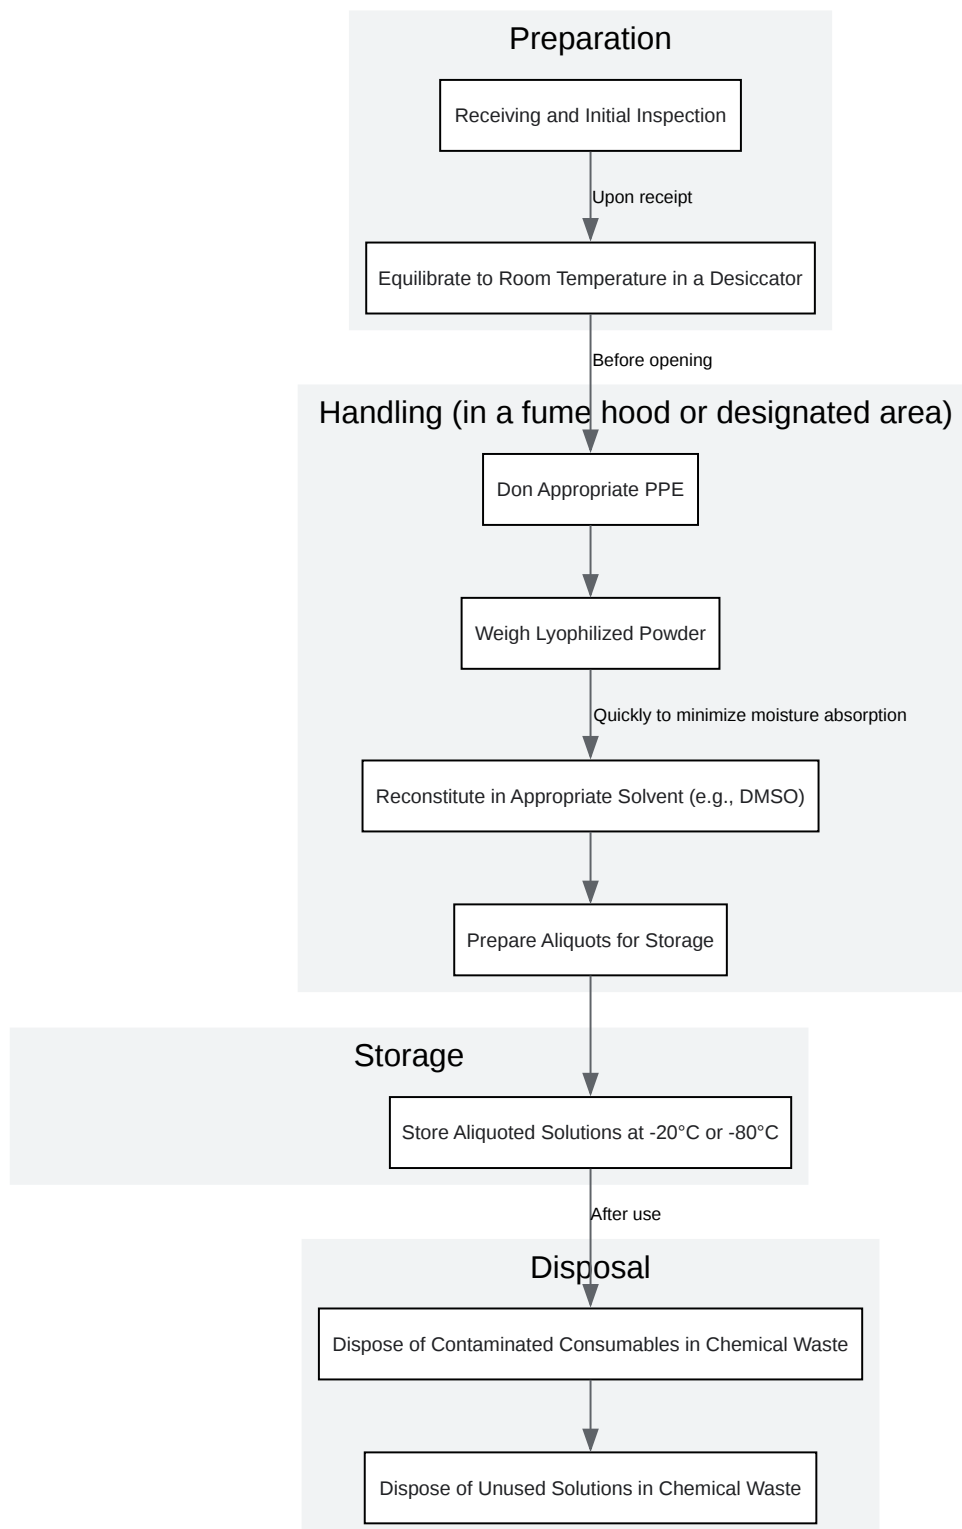 Preparation
Receiving and Initial Inspection
Upon receipt
Equilibrate to Room Temperature in a Desiccator
Before opening
Handling (in a fume hood or designated area)
Don Appropriate PPE
Weigh Lyophilized Powder
Quickly to minimize moisture absorption
Reconstitute in Appropriate Solvent (e.g., DMSO)
Prepare Aliquots for Storage
Storage
Store Aliquoted Solutions at -20°C or -80°C
After use
Disposal
Dispose of Contaminated Consumables in Chemical Waste
Dispose of Unused Solutions in Chemical Waste